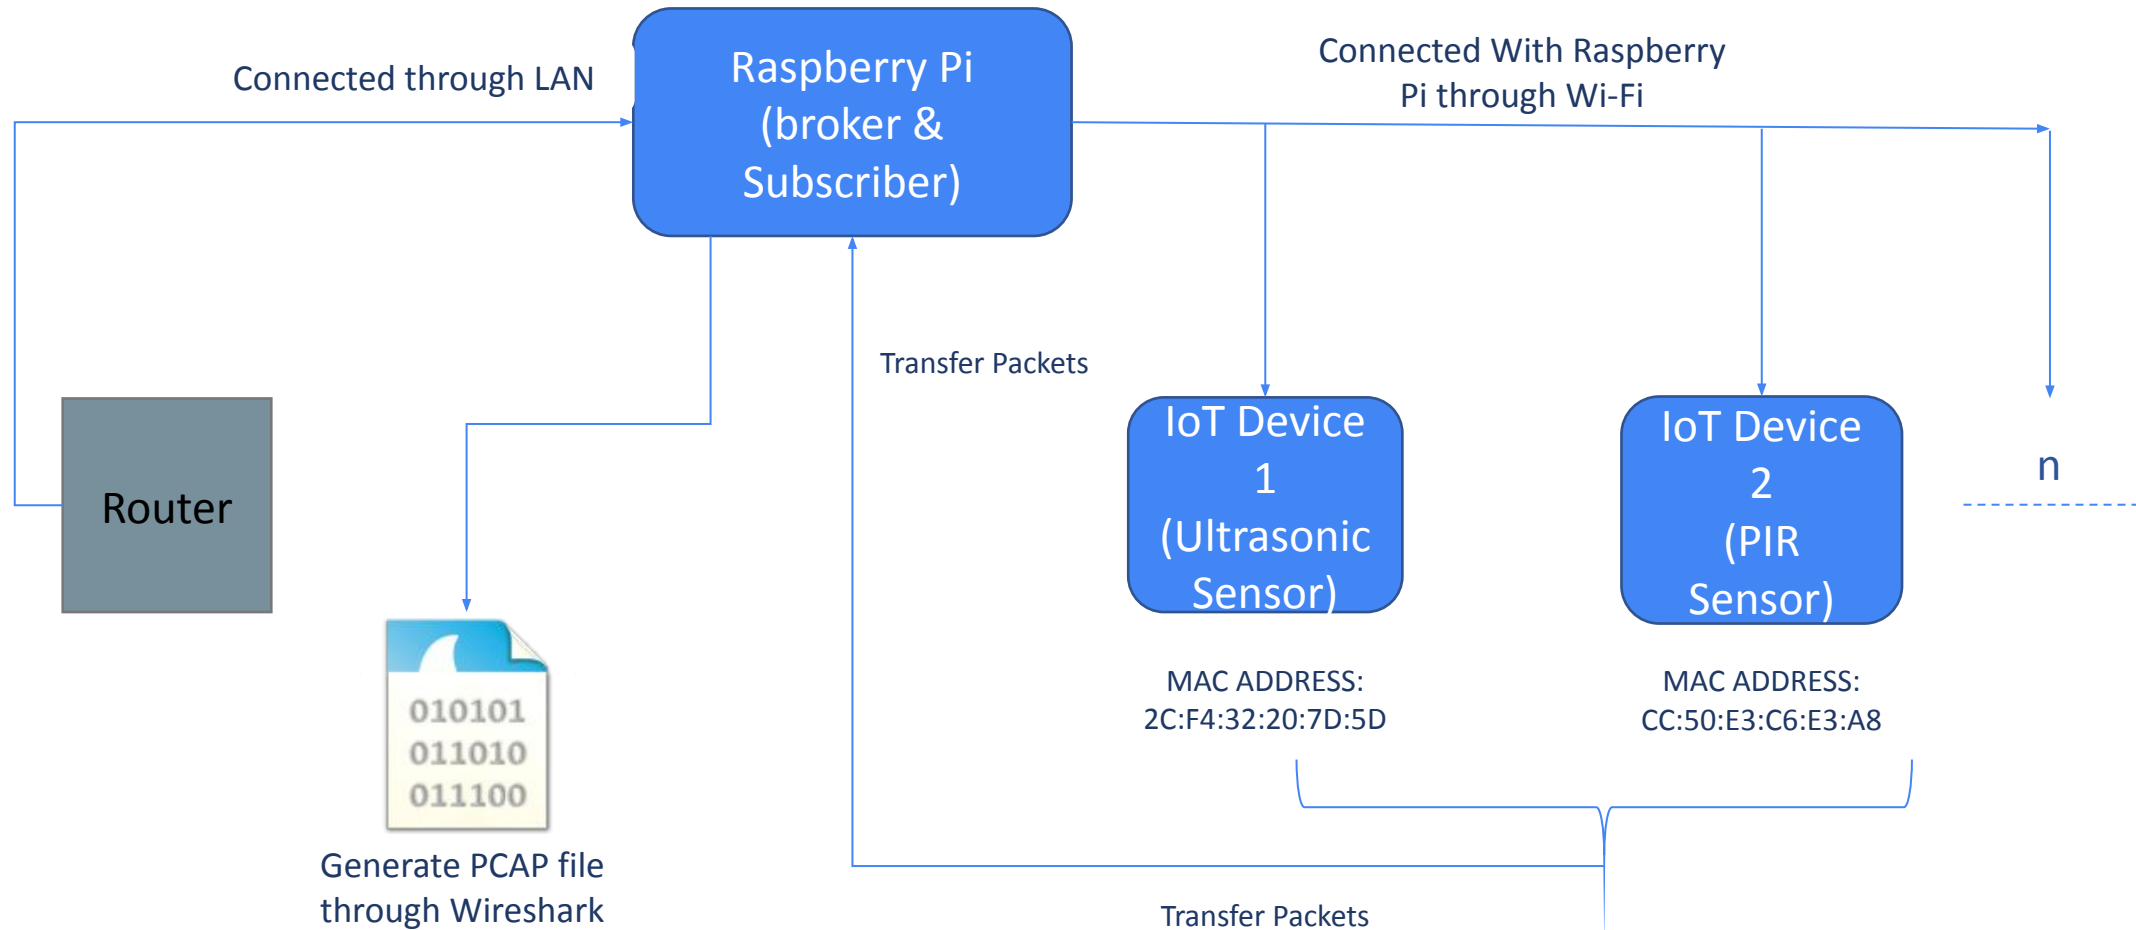 Connected through LAN
Raspberry Pi
(broker &
Subscriber)
Connected With Raspberry
Pi through Wi-Fi
Transfer Packets
Router
IoT Device
1
(Ultrasonic
Sensor)
IoT Device
2
(PIR
Sensor)
n
MAC ADDRESS:
2C:F4:32:20:7D:5D
MAC ADDRESS:
CC:50:E3:C6:E3:A8
010101
011010
011100
Generate PCAP file
through Wireshark
Transfer Packets